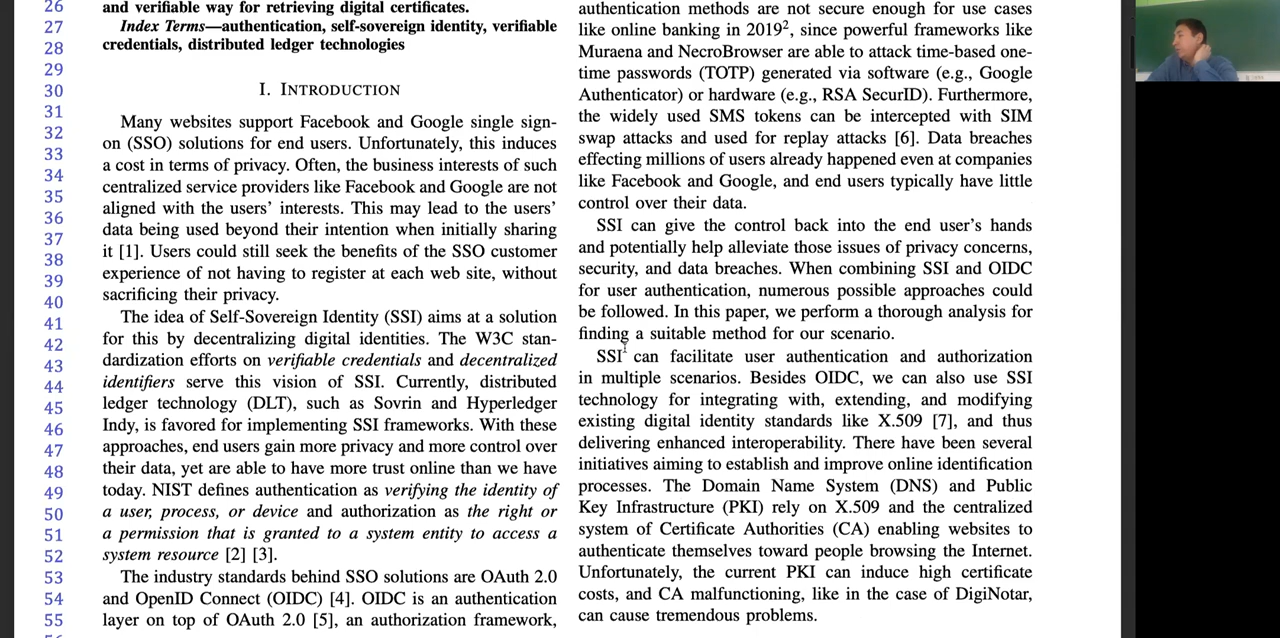 26
27
28
29
30
31
32
33
34
35
36
37
38
39
40
41
42
43
44
45
46
47
48
49
50
51
52
53
54
55
and verifiable way for retrieving digital certificates.
Index Terms—authentication, self-sovereign identity, verifiable
credentials, distributed ledger technologies
I. INTRODUCTION
Many websites support Facebook and Google single sign-
on (SSO) solutions for end users. Unfortunately, this induces
a cost in terms of privacy. Often, the business interests of such
centralized service providers like Facebook and Google are not
aligned with the users' interests. This may lead to the users'
data being used beyond their intention when initially sharing
it [1]. Users could still seek the benefits of the SSO customer
experience of not having to register at each web site, without
sacrificing their privacy.
The idea of Self-Sovereign Identity (SSI) aims at a solution
for this by decentralizing digital identities. The W3C stan-
dardization efforts on verifiable credentials and decentralized
identifiers serve this vision of SSI. Currently, distributed
ledger technology (DLT), such as Sovrin and Hyperledger
Indy, is favored for implementing SSI frameworks. With these
approaches, end users gain more privacy and more control over
their data, yet are able to have more trust online than we have
today. NIST defines authentication as verifying the identity of
a user, process, or device and authorization as the right or
a permission that is granted to a system entity to access a
system resource [2] [3].
The industry standards behind SSO solutions are OAuth 2.0
and OpenID Connect (OIDC) [4]. OIDC is an authentication
layer on top of OAuth 2.0 [5], an authorization framework,
authentication methods are not secure enough for use cases
like online banking in 2019², since powerful frameworks like
Muraena and NecroBrowser are able to attack time-based one-
time passwords (TOTP) generated via software (e.g., Google
Authenticator) or hardware (e.g., RSA SecurID). Furthermore,
the widely used SMS tokens can be intercepted with SIM
swap attacks and used for replay attacks [6]. Data breaches
effecting millions of users already happened even at companies
like Facebook and Google, and end users typically have little
control over their data.
SSI can give the control back into the end user's hands
and potentially help alleviate those issues of privacy concerns,
security, and data breaches. When combining SSI and OIDC
for user authentication, numerous possible approaches could
be followed. In this paper, we perform a thorough analysis for
finding a suitable method for our scenario.
SSI can facilitate user authentication and authorization
in multiple scenarios. Besides OIDC, we can also use SSI
technology for integrating with, extending, and modifying
existing digital identity standards like X.509 [7], and thus
delivering enhanced interoperability. There have been several
initiatives aiming to establish and improve online identification
processes. The Domain Name System (DNS) and Public
Key Infrastructure (PKI) rely on X.509 and the centralized
system of Certificate Authorities (CA) enabling websites to
authenticate themselves toward people browsing the Internet.
Unfortunately, the current PKI can induce high certificate
costs, and CA malfunctioning, like in the case of DigiNotar,
can cause tremendous problems.